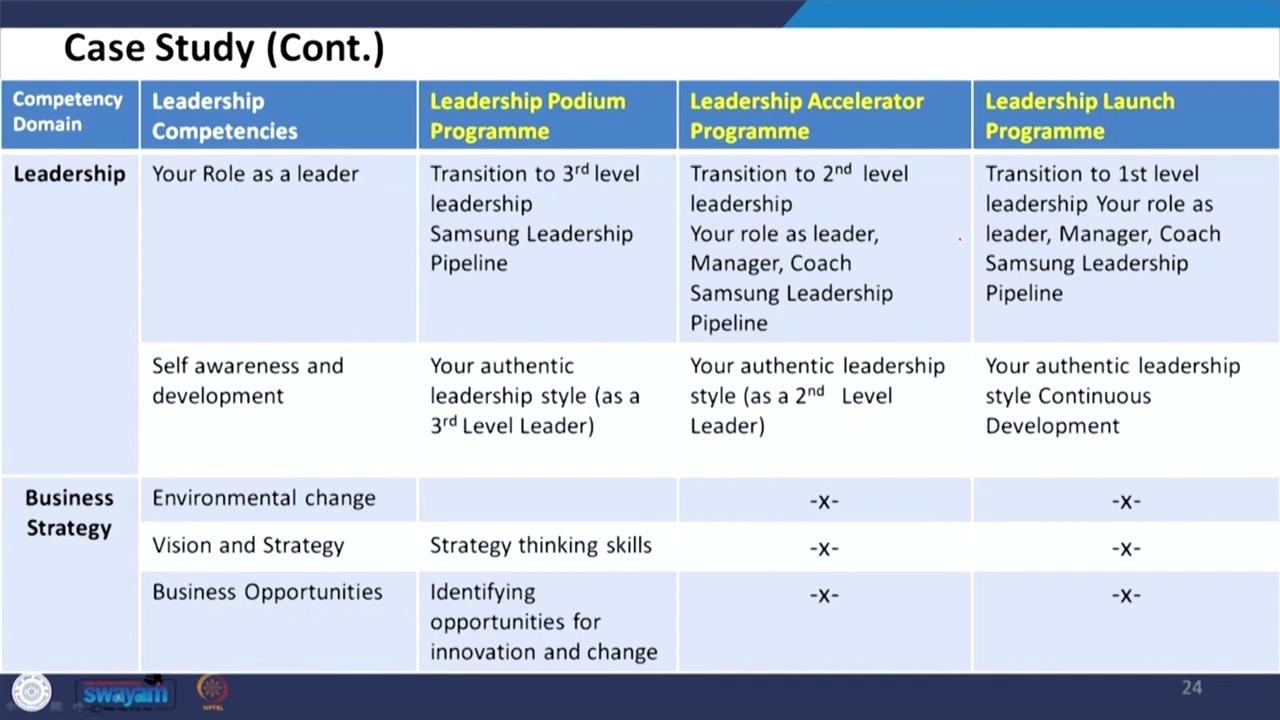 Case Study (Cont.)
Competency
Domain
Leadership
Competencies
Leadership Podium
Programme
Leadership Accelerator
Programme
Leadership Launch
Programme
Leadership
Your Role as a leader
Transition to 3rd level
leadership
Samsung Leadership
Pipeline
Transition to 2nd level
leadership
Your role as leader,
Manager, Coach
Samsung Leadership
Pipeline
Transition to 1st level
leadership Your role as
leader, Manager, Coach
Samsung Leadership
Pipeline
Self awareness and
development
Your authentic
leadership style (as a
3rd Level Leader)
Your authentic leadership
style (as a 2nd Level
Leader)
Your authentic leadership
style Continuous
Development
Business
Strategy
Environmental change
-x-
-x-
Vision and Strategy
Strategy thinking skills
-x-
-x-
Business Opportunities
Identifying
opportunities for
innovation and change
-x-
-x-
swayam
NPTEL
24